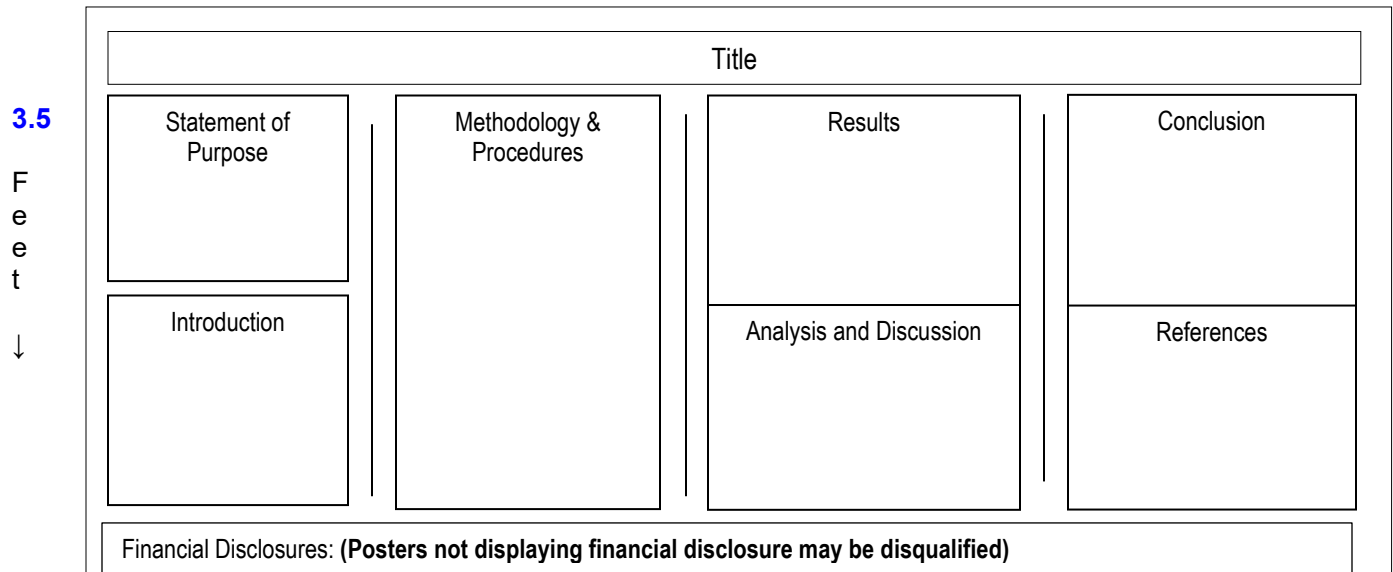 Title
3.5
F
e
e
t
↓
Statement of
Purpose
Introduction
Methodology &
Procedures
Results
Analysis and Discussion
Conclusion
References
Financial Disclosures: (Posters not displaying financial disclosure may be disqualified)